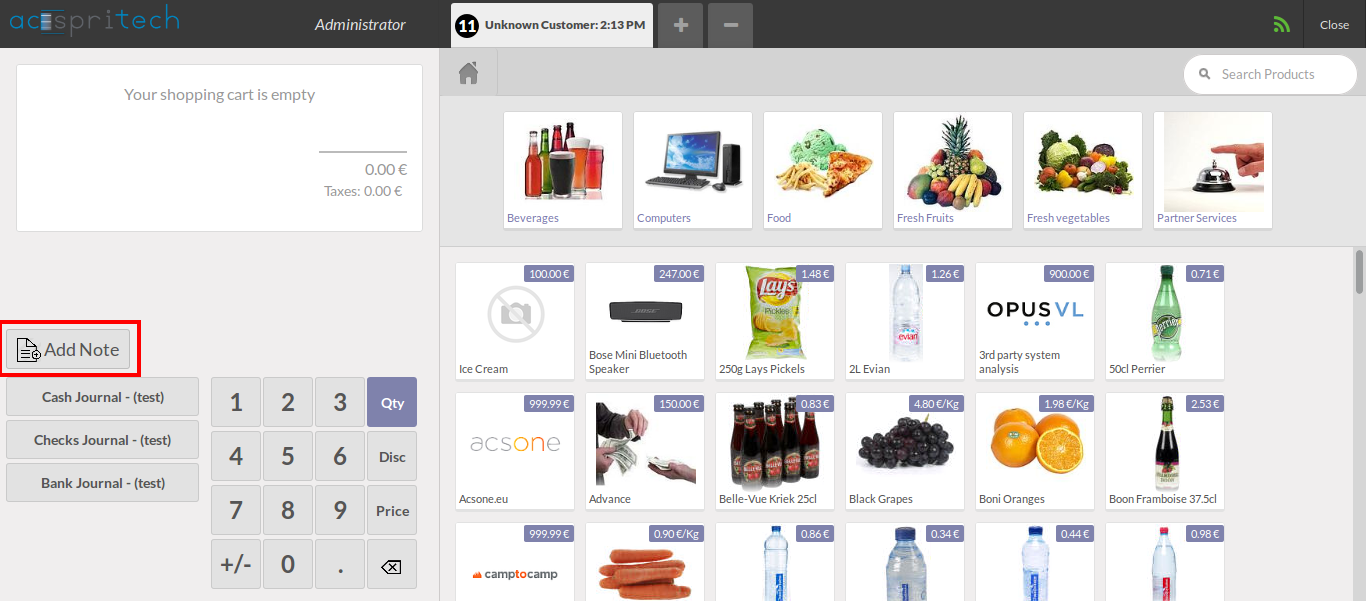 acespritech
Administrator
11 Unknown Customer: 2:13 PM
+
−
Close
Your shopping cart is empty
0.00 €
Taxes: 0.00 €
Search Products
Beverages
Computers
Food
Fresh Fruits
Fresh vegetables
Partner Services
100.00 €
Ice Cream
247.00 €
BOSE
Bose Mini Bluetooth
Speaker
1.48 €
Lay's
Pickles
250g Lays Pickels
1.26 €
evian
2L Evian
900.00 €
OPUS VL
3rd party system
analysis
0.71 €
perrier
50cl Perrier
999.99 €
acsone
Acsone.eu
150.00 €
Advance
0.83 €
Belle-Vue Kriek 25cl
4.80 €/Kg
Black Grapes
1.98 €/Kg
Boni Oranges
2.53 €
Boon Framboise 37.5cl
999.99 €
camptocamp
0.90 €/Kg
0.86 €
0.34 €
0.44 €
0.98 €
Add Note
Cash Journal - (test)
Checks Journal - (test)
Bank Journal - (test)
1 2 3 Qty
4 5 6 Disc
7 8 9 Price
+/- 0 .